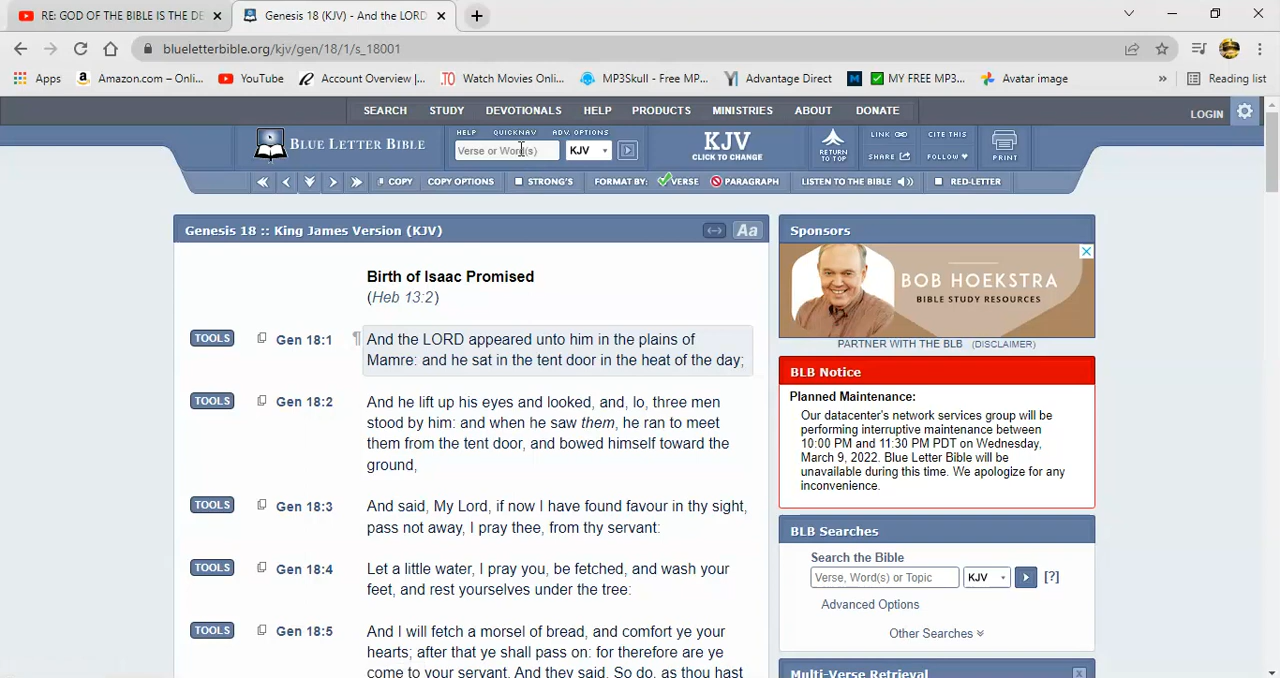 RE: GOD OF THE BIBLE IS THE DE
Genesis 18 (KJV) - And the LORD
blueletterbible.org/kjv/gen/18/1/s_18001
Apps
Amazon.com – Onli...
YouTube
Account Overview |...
Watch Movies Onli...
MP3Skull - Free MP...
Advantage Direct
MY FREE MP3...
Avatar image
»
Reading list
SEARCH STUDY DEVOTIONALS HELP PRODUCTS MINISTRIES ABOUT DONATE
LOGIN
BLUE LETTER BIBLE
HELP QUICKNAV ADV. OPTIONS
Verse or Word(s)
KJV
KJV
CLICK TO CHANGE
RETURN
TO TOP
LINK
CITE THIS
SHARE
FOLLOW
PRINT
COPY COPY OPTIONS STRONG'S FORMAT BY: VERSE PARAGRAPH LISTEN TO THE BIBLE RED-LETTER
Genesis 18 :: King James Version (KJV)
Aa
Birth of Isaac Promised
(Heb 13:2)
TOOLS Gen 18:1 ¶ And the LORD appeared unto him in the plains of
Mamre: and he sat in the tent door in the heat of the day;
TOOLS Gen 18:2 And he lift up his eyes and looked, and, lo, three men
stood by him: and when he saw them, he ran to meet
them from the tent door, and bowed himself toward the
ground,
TOOLS Gen 18:3 And said, My Lord, if now I have found favour in thy sight,
pass not away, I pray thee, from thy servant:
TOOLS Gen 18:4 Let a little water, I pray you, be fetched, and wash your
feet, and rest yourselves under the tree:
TOOLS Gen 18:5 And I will fetch a morsel of bread, and comfort ye your
hearts; after that ye shall pass on: for therefore are ye
come to your servant. And they said, So do, as thou hast
Sponsors
BOB HOEKSTRA
BIBLE STUDY RESOURCES
PARTNER WITH THE BLB (DISCLAIMER)
BLB Notice
Planned Maintenance:
Our datacenter's network services group will be
performing interruptive maintenance between
10:00 PM and 11:30 PM PDT on Wednesday,
March 9, 2022. Blue Letter Bible will be
unavailable during this time. We apologize for any
inconvenience.
BLB Searches
Search the Bible
Verse, Word(s) or Topic
KJV
[?]
Advanced Options
Other Searches
Multi-Verse Retrieval